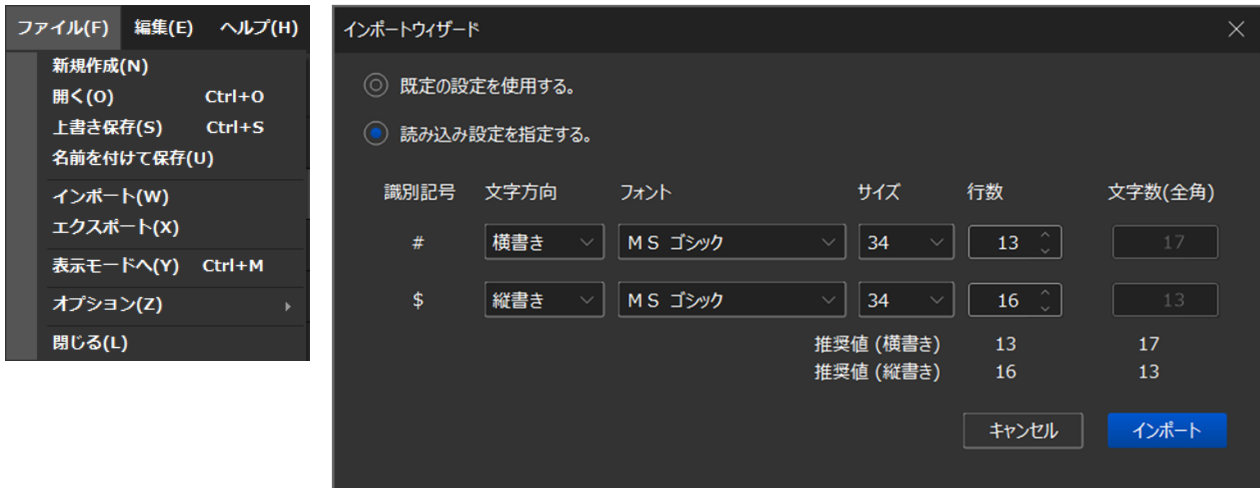 ファイル(F) 編集(E) ヘルプ(H)
新規作成(N)
開く(O) Ctrl+O
上書き保存(S) Ctrl+S
名前を付けて保存(U)
インポート(W)
エクスポート(X)
表示モードへ(Y) Ctrl+M
オプション(Z)
閉じる(L)
インポートウィザード
既定の設定を使用する。
読み込み設定を指定する。
識別記号 文字方向 フォント サイズ 行数 文字数(全角)
# 横書き ＭＳ ゴシック 34 13 17
$ 縦書き ＭＳ ゴシック 34 16 13
推奨値 (横書き) 13 17
推奨値 (縦書き) 16 13
キャンセル インポート